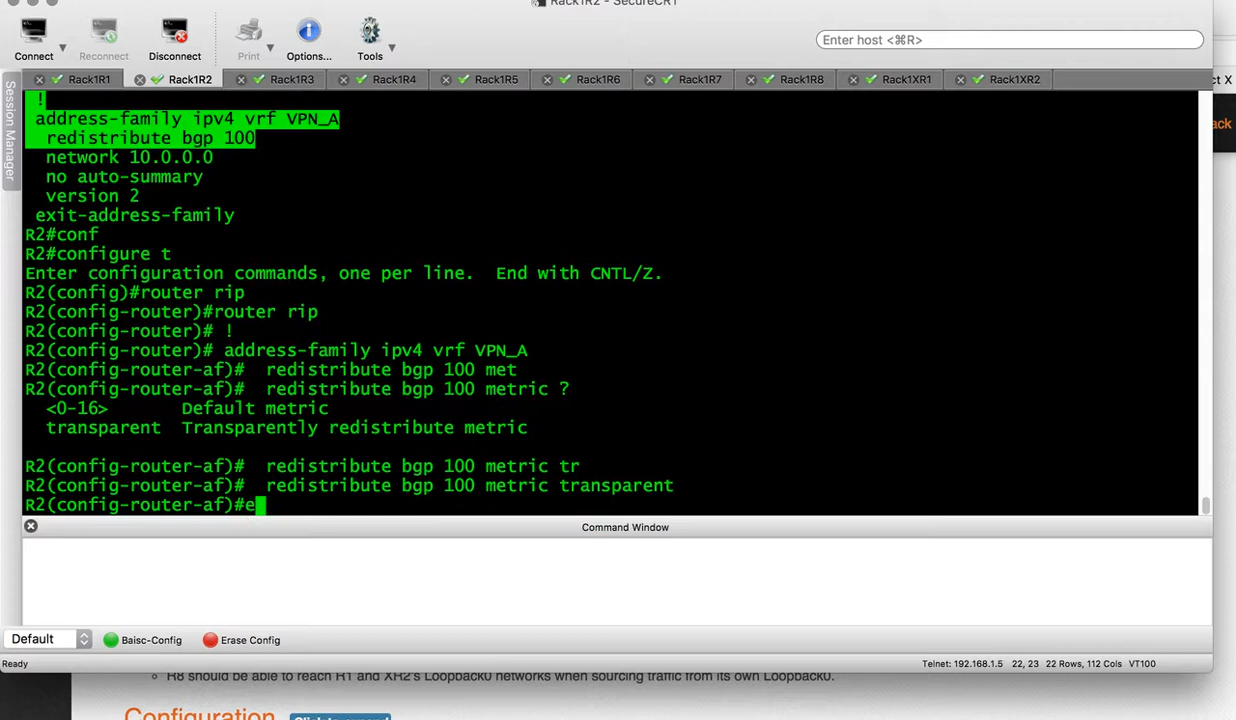 Rack1R2 - SecureCRT
Connect
Reconnect
Disconnect
Print
Options...
Tools
Enter host <⌘R>
Rack1R1
Rack1R2
Rack1R3
Rack1R4
Rack1R5
Rack1R6
Rack1R7
Rack1R8
Rack1XR1
Rack1XR2
ct X
ack
Session Manager
!
address-family ipv4 vrf VPN_A
redistribute bgp 100
network 10.0.0.0
no auto-summary
version 2
exit-address-family
R2#conf
R2#configure t
Enter configuration commands, one per line.  End with CNTL/Z.
R2(config)#router rip
R2(config-router)#router rip
R2(config-router)# !
R2(config-router)# address-family ipv4 vrf VPN_A
R2(config-router-af)#  redistribute bgp 100 met
R2(config-router-af)#  redistribute bgp 100 metric ?
<0-16>       Default metric
transparent  Transparently redistribute metric
R2(config-router-af)#  redistribute bgp 100 metric tr
R2(config-router-af)#  redistribute bgp 100 metric transparent
R2(config-router-af)#e
Command Window
Default
Baisc-Config
Erase Config
Ready
Telnet: 192.168.1.5   22, 23   22 Rows, 112 Cols   VT100
R8 should be able to reach R1 and XR2's Loopback0 networks when sourcing traffic from its own Loopback0.
Configuration